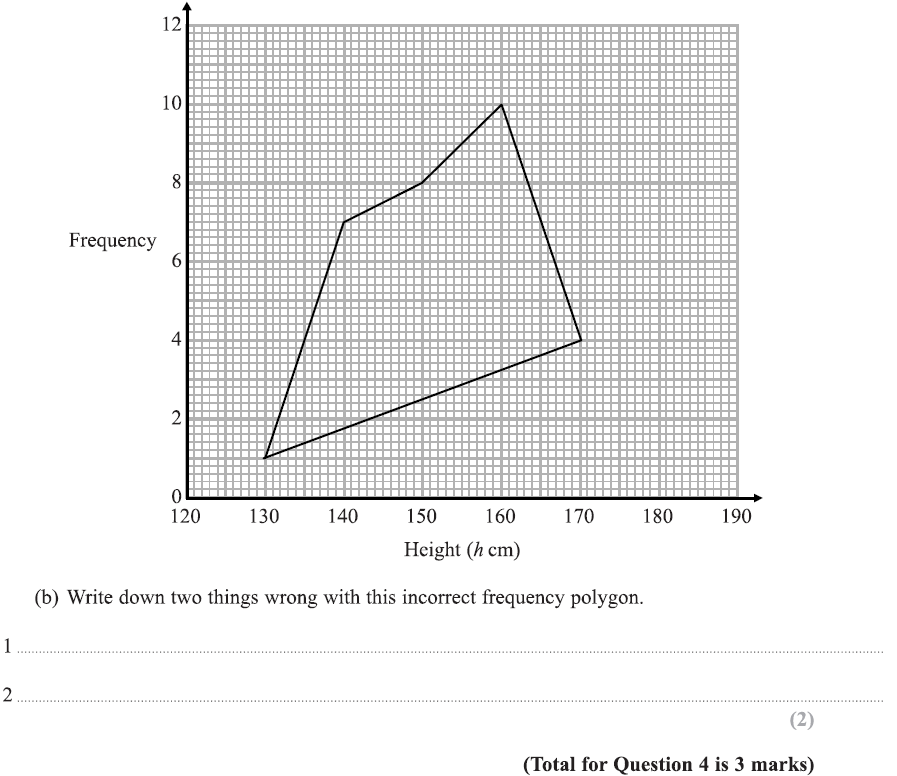 12
10
8
Frequency
6
4
2
0
120 130 140 150 160 170 180 190
Height (h cm)
(b) Write down two things wrong with this incorrect frequency polygon.
1
2
(2)
(Total for Question 4 is 3 marks)